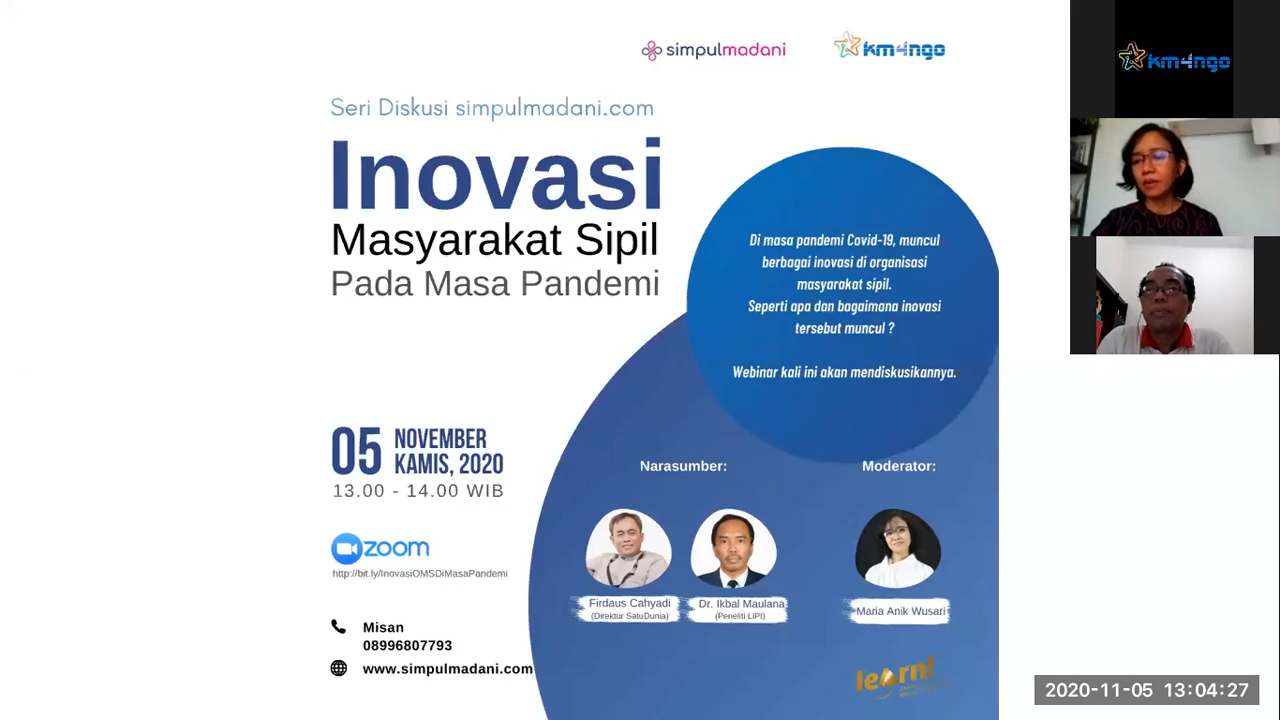 simpulmadani
km4ngo
Seri Diskusi simpulmadani.com
Inovasi
Masyarakat Sipil
Pada Masa Pandemi
Di masa pandemi Covid-19, muncul
berbagai inovasi di organisasi
masyarakat sipil.
Seperti apa dan bagaimana inovasi
tersebut muncul ?
Webinar kali ini akan mendiskusikannya.
05
NOVEMBER
KAMIS, 2020
13.00 - 14.00 WIB
zoom
http://bit.ly/InovasiOMSDiMasaPandemi
Misan
08996807793
www.simpulmadani.com
Narasumber:
Firdaus Cahyadi
(Direktur SatuDunia)
Dr. Ikbal Maulana
(Peneliti LIPI)
Moderator:
Maria Anik Wusari
learn!
km4ngo
2020-11-05 13:04:27